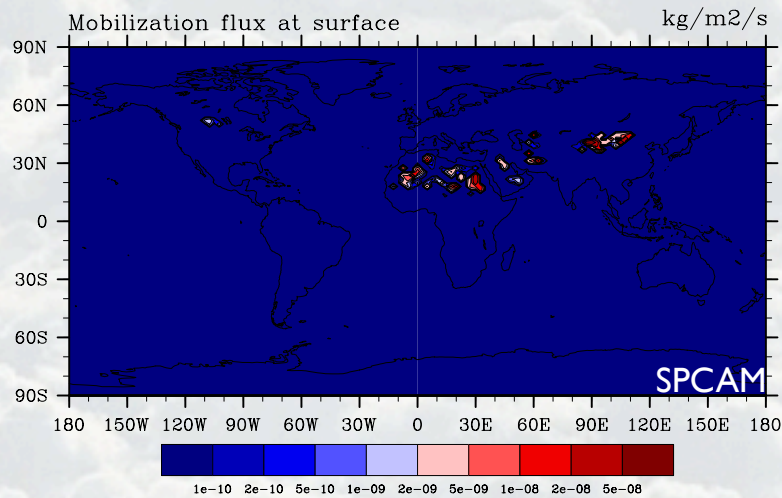 Mobilization flux at surface kg/m2/s
90N
60N
30N
0
30S
60S
90S
SPCAM
180 150W 120W 90W 60W 30W 0 30E 60E 90E 120E 150E 180
1e-10 2e-10 5e-10 1e-09 2e-09 5e-09 1e-08 2e-08 5e-08